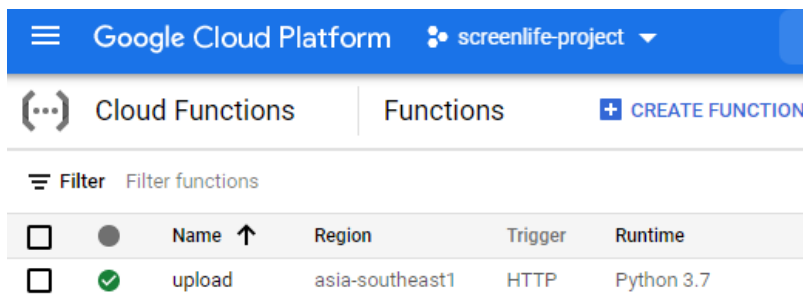 Google Cloud Platform screenlife-project
(...) Cloud Functions Functions CREATE FUNCTION
Filter Filter functions
Name Region Trigger Runtime
upload asia-southeast1 HTTP Python 3.7